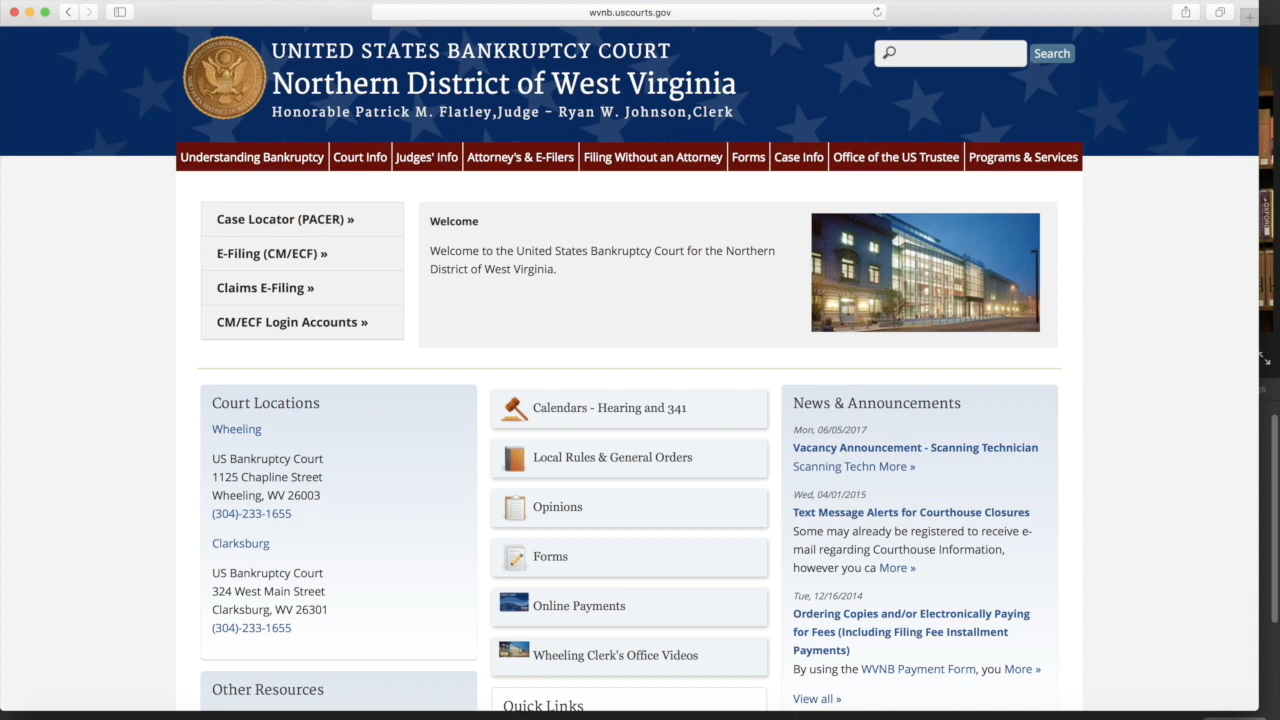 wvnb.uscourts.gov
UNITED STATES BANKRUPTCY COURT
Northern District of West Virginia
Honorable Patrick M. Flatley,Judge - Ryan W. Johnson,Clerk
Search
Understanding Bankruptcy
Court Info
Judges' Info
Attorney's & E-Filers
Filing Without an Attorney
Forms
Case Info
Office of the US Trustee
Programs & Services
Case Locator (PACER) »
E-Filing (CM/ECF) »
Claims E-Filing »
CM/ECF Login Accounts »
Welcome
Welcome to the United States Bankruptcy Court for the Northern
District of West Virginia.
Court Locations
Wheeling
US Bankruptcy Court
1125 Chapline Street
Wheeling, WV 26003
(304)-233-1655
Clarksburg
US Bankruptcy Court
324 West Main Street
Clarksburg, WV 26301
(304)-233-1655
Other Resources
Calendars - Hearing and 341
Local Rules & General Orders
Opinions
Forms
Online Payments
Wheeling Clerk's Office Videos
Quick Links
News & Announcements
Mon, 06/05/2017
Vacancy Announcement - Scanning Technician
Scanning Techn More »
Wed, 04/01/2015
Text Message Alerts for Courthouse Closures
Some may already be registered to receive e-
mail regarding Courthouse Information,
however you ca More »
Tue, 12/16/2014
Ordering Copies and/or Electronically Paying
for Fees (Including Filing Fee Installment
Payments)
By using the WVNB Payment Form, you More »
View all »